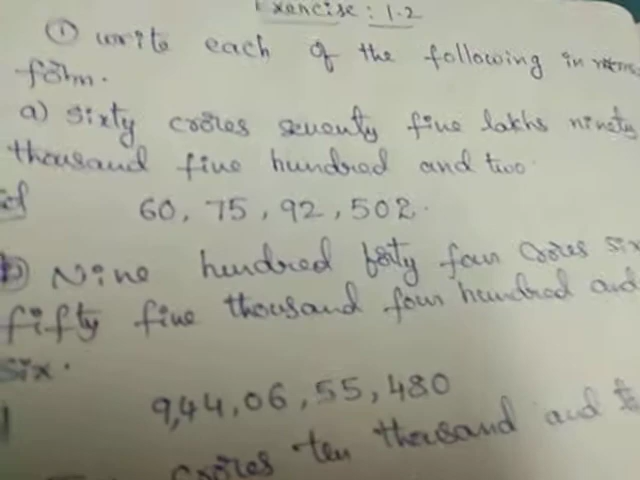 Exercise : 1.2
① write each of the following in
form.
a) sixty crores seventy five lakhs ninety
thousand five hundred and two.
60, 75, 92, 502.
b) Nine hundred forty four crores six
fifty five thousand four hundred and
six.
9,44, 06, 55, 480
crores ten thousand and